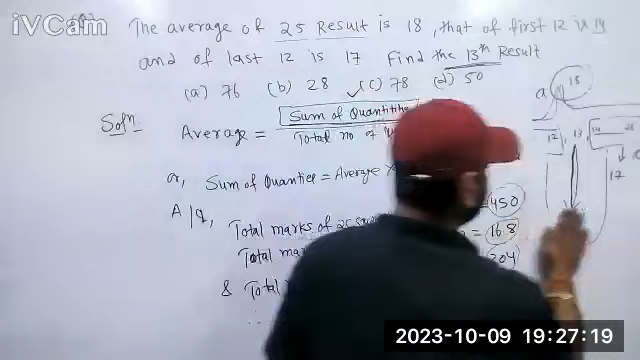 iVCam
The average of 25 Result is 18, that of first 12 is 14
and of last 12 is 17 Find the 13th Result
(a) 76 (b) 28 (c) 78 (d) 50
Soln.
Average = Sum of Quantities
Total no of
or, Sum of Quantities = Average ×
A/q,
Total marks of 25 = 450
Total = 168
204
& Total
∴
18
12, 13, 14 25
17
2023-10-09 19:27:19